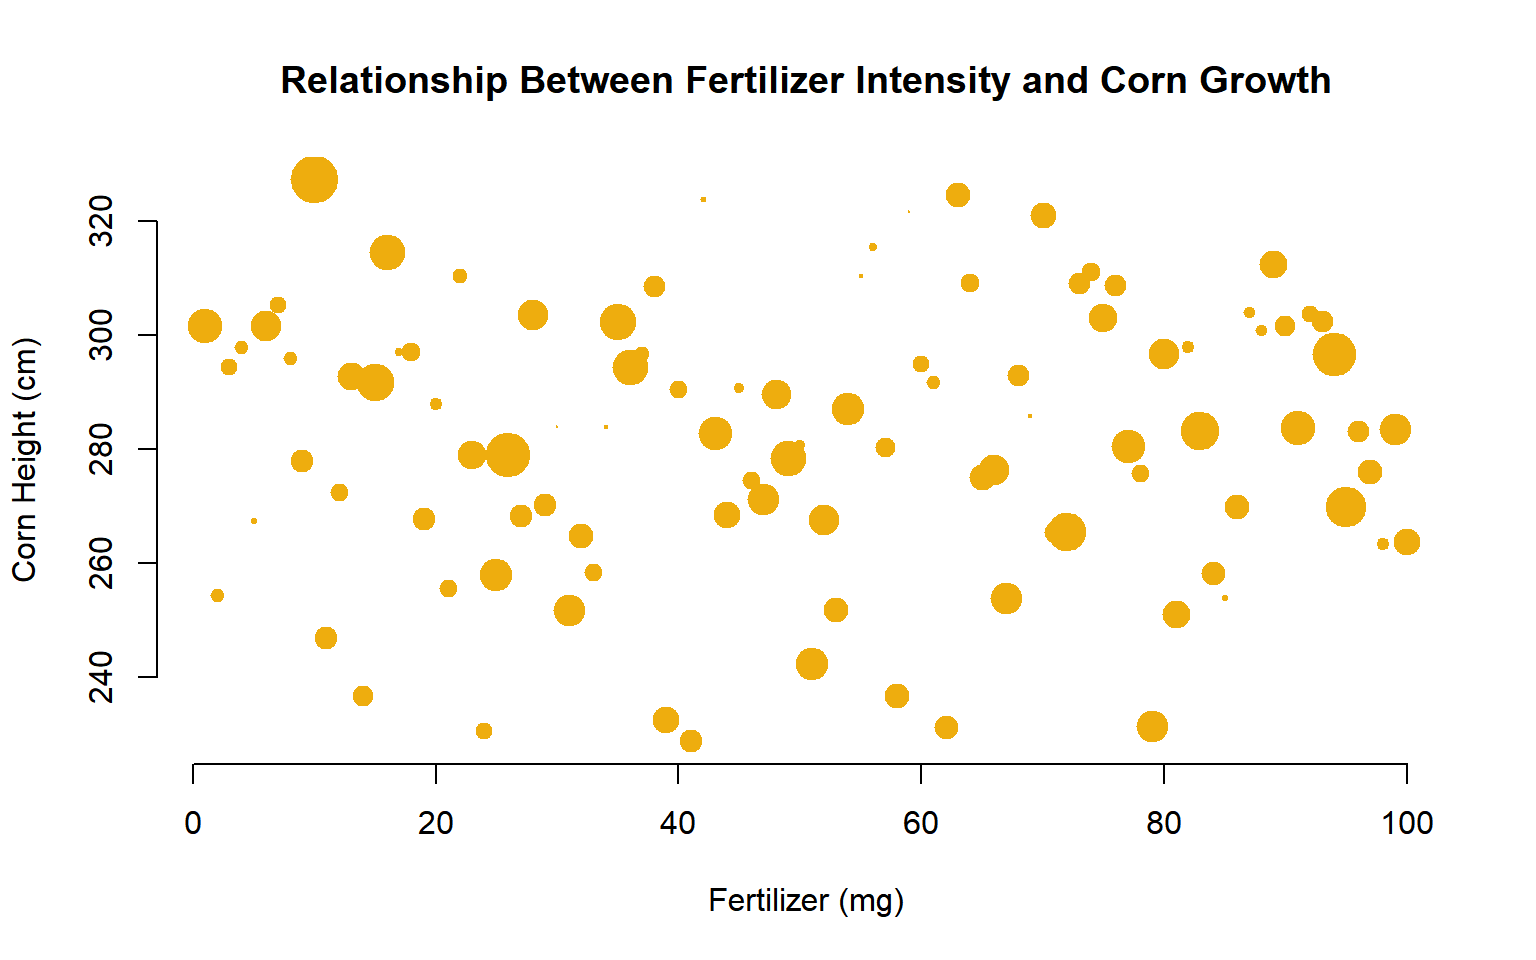 Relationship Between Fertilizer Intensity and Corn Growth
Corn Height (cm)
320
300
280
260
240
0 20 40 60 80 100
Fertilizer (mg)